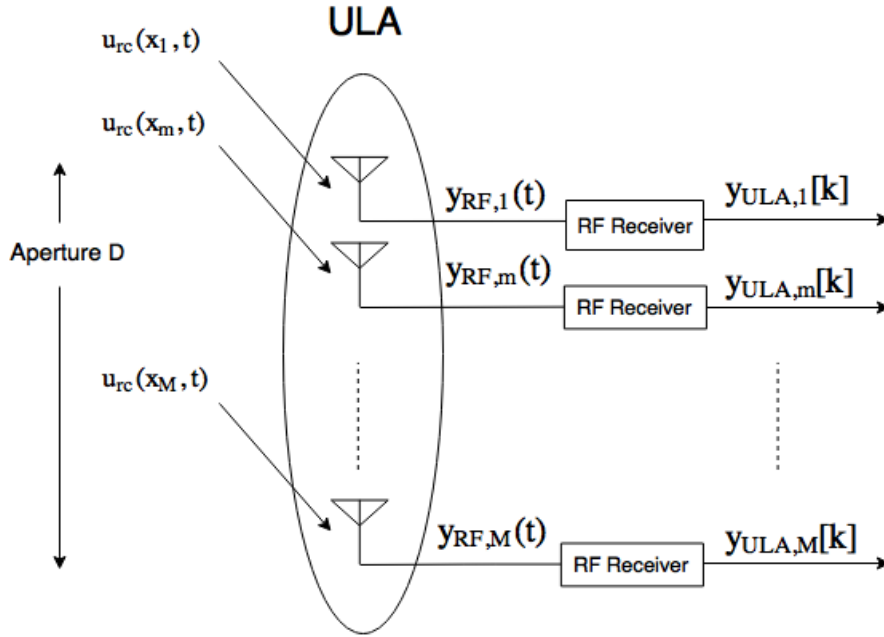 ULA
u_rc(x_1, t)
u_rc(x_m, t)
y_RF,1(t)
RF Receiver
y_ULA,1[k]
Aperture D
y_RF,m(t)
RF Receiver
y_ULA,m[k]
u_rc(x_M, t)
y_RF,M(t)
RF Receiver
y_ULA,M[k]